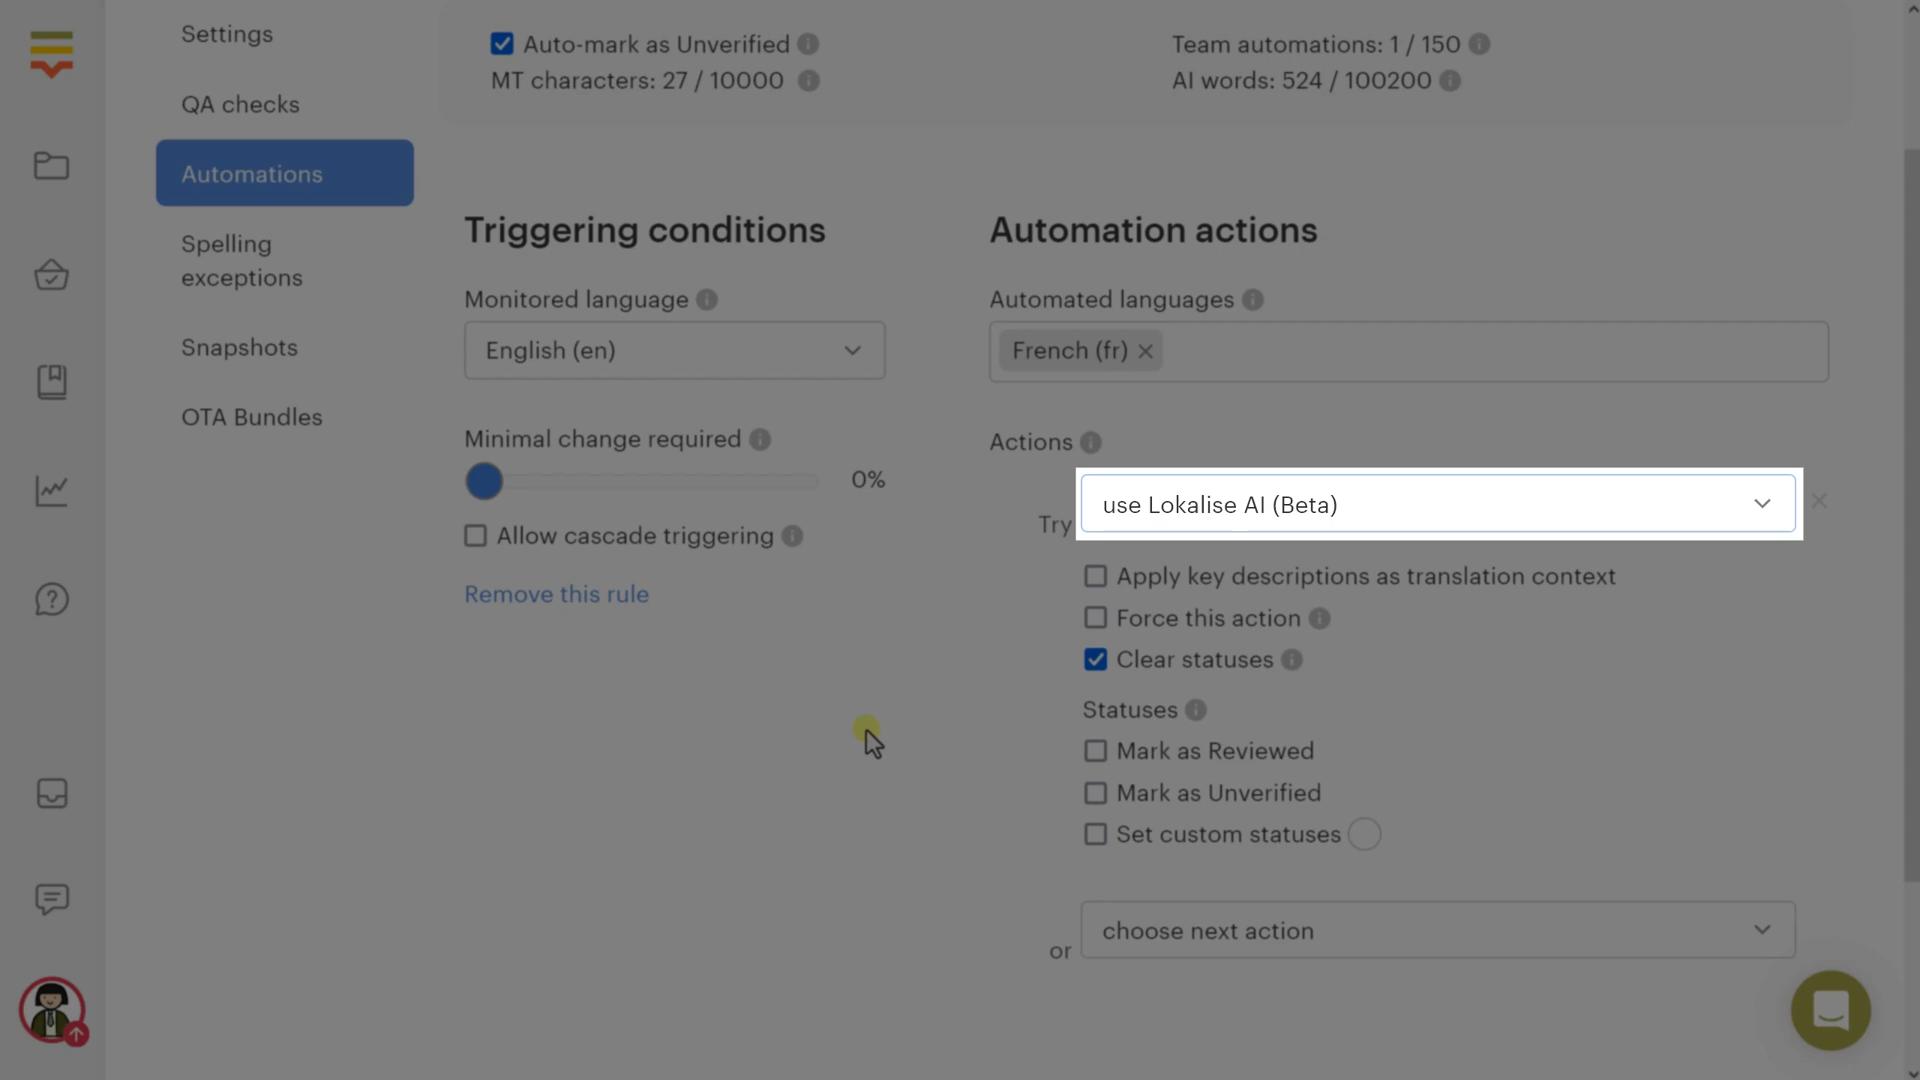 Settings
QA checks
Automations
Spelling
exceptions
Snapshots
OTA Bundles
Auto-mark as Unverified
MT characters: 27 / 10000
Team automations: 1 / 150
AI words: 524 / 100200
Triggering conditions
Monitored language
English (en)
Minimal change required
0%
Allow cascade triggering
Remove this rule
Automation actions
Automated languages
French (fr)
Actions
Try
use Lokalise AI (Beta)
Apply key descriptions as translation context
Force this action
Clear statuses
Statuses
Mark as Reviewed
Mark as Unverified
Set custom statuses
or
choose next action